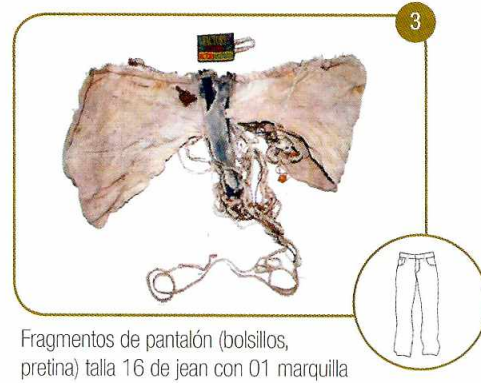 3
Fragmentos de pantalón (bolsillos,
pretina) talla 16 de jean con 01 marquilla